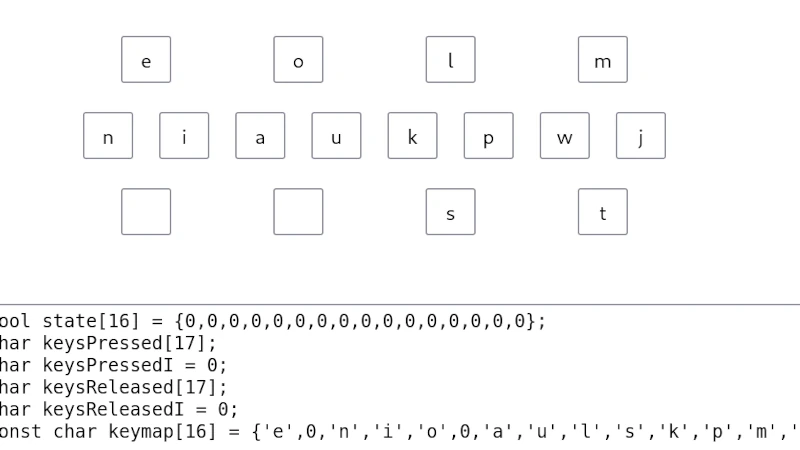 e o l m
n i a u k p w j
s t
ool state[16] = {0,0,0,0,0,0,0,0,0,0,0,0,0,0,0,0};
har keysPressed[17];
har keysPressedI = 0;
har keysReleased[17];
har keysReleasedI = 0;
onst char keymap[16] = {'e',0,'n','i','o',0,'a','u','l','s','k','p','m','